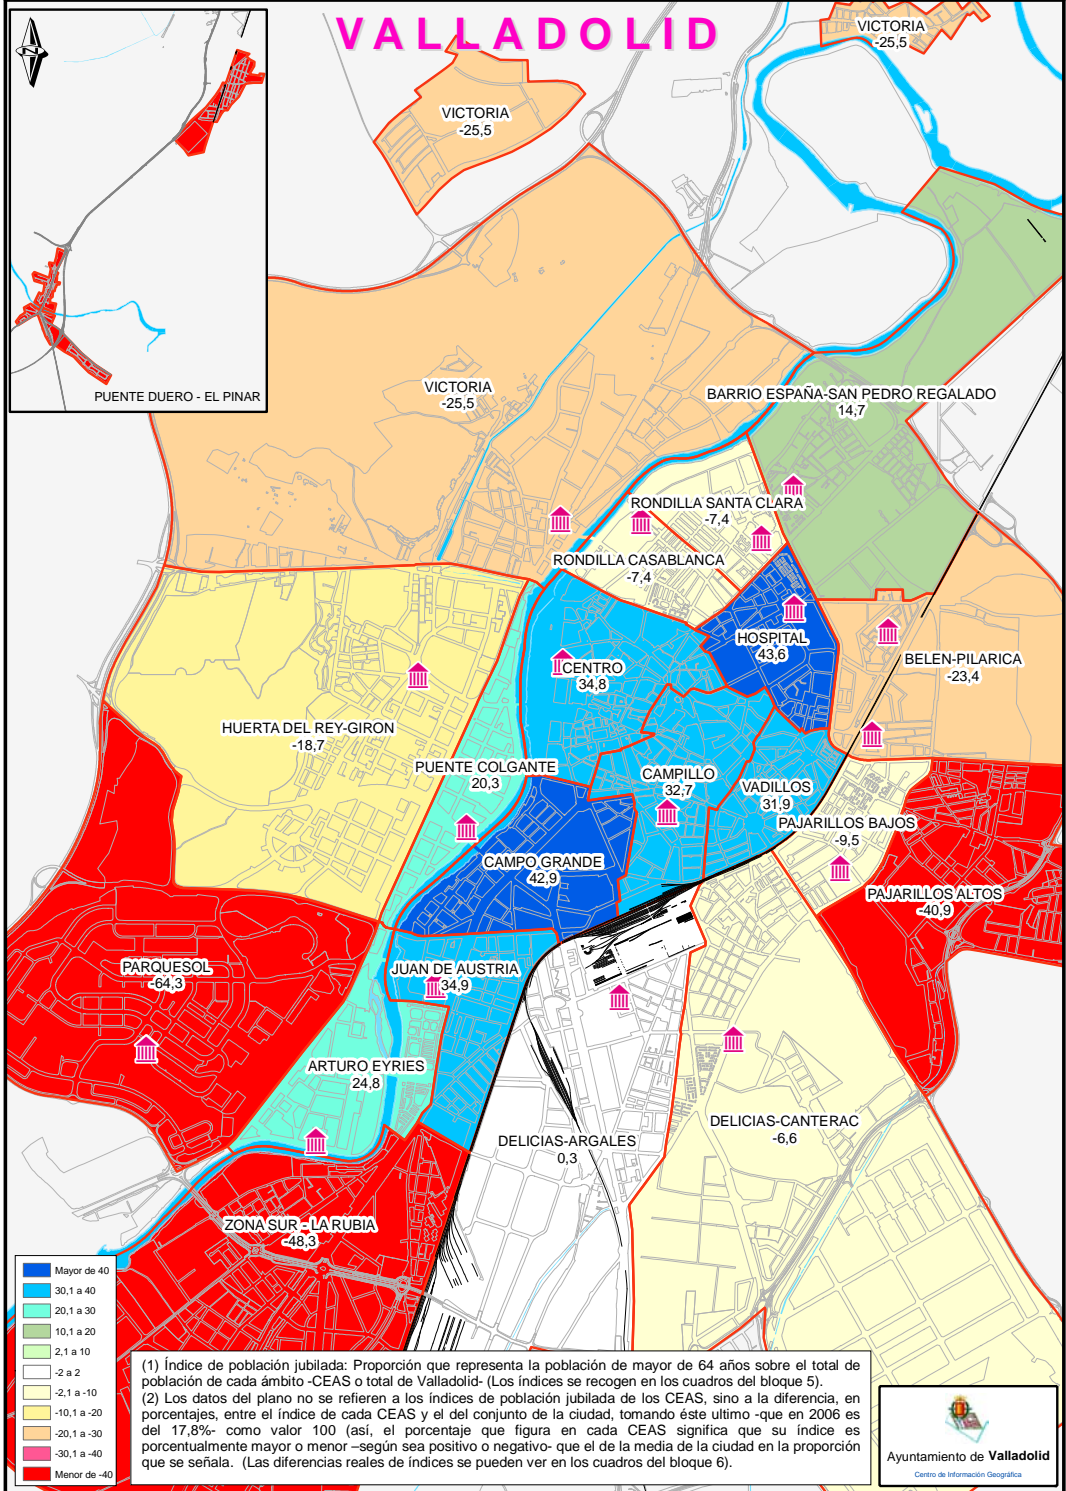 VALLADOLID
VICTORIA
-25,5
VICTORIA
-25,5
N
PUENTE DUERO - EL PINAR
VICTORIA
-25,5
BARRIO ESPAÑA-SAN PEDRO REGALADO
14,7
RONDILLA SANTA CLARA
-7,4
RONDILLA CASABLANCA
-7,4
HOSPITAL
43,6
BELEN-PILARICA
-23,4
CENTRO
34,8
HUERTA DEL REY-GIRON
-18,7
PUENTE COLGANTE
20,3
CAMPILLO
32,7
VADILLOS
31,9
PAJARILLOS BAJOS
-9,5
CAMPO GRANDE
42,9
PAJARILLOS ALTOS
-40,9
PARQUESOL
-64,3
JUAN DE AUSTRIA
34,9
ARTURO EYRIES
24,8
DELICIAS-CANTERAC
-6,6
DELICIAS-ARGALES
0,3
ZONA SUR - LA RUBIA
-48,3
Mayor de 40
30,1 a 40
20,1 a 30
10,1 a 20
2,1 a 10
-2 a 2
-2,1 a -10
-10,1 a -20
-20,1 a -30
-30,1 a -40
Menor de -40
(1) Índice de población jubilada: Proporción que representa la población de mayor de 64 años sobre el total de
población de cada ámbito -CEAS o total de Valladolid- (Los índices se recogen en los cuadros del bloque 5).
(2) Los datos del plano no se refieren a los índices de población jubilada de los CEAS, sino a la diferencia, en
porcentajes, entre el índice de cada CEAS y el del conjunto de la ciudad, tomando éste ultimo -que en 2006 es
del 17,8%- como valor 100 (así, el porcentaje que figura en cada CEAS significa que su índice es
porcentualmente mayor o menor –según sea positivo o negativo- que el de la media de la ciudad en la proporción
que se señala. (Las diferencias reales de índices se pueden ver en los cuadros del bloque 6).
Ayuntamiento de Valladolid
Centro de Información Geográfica